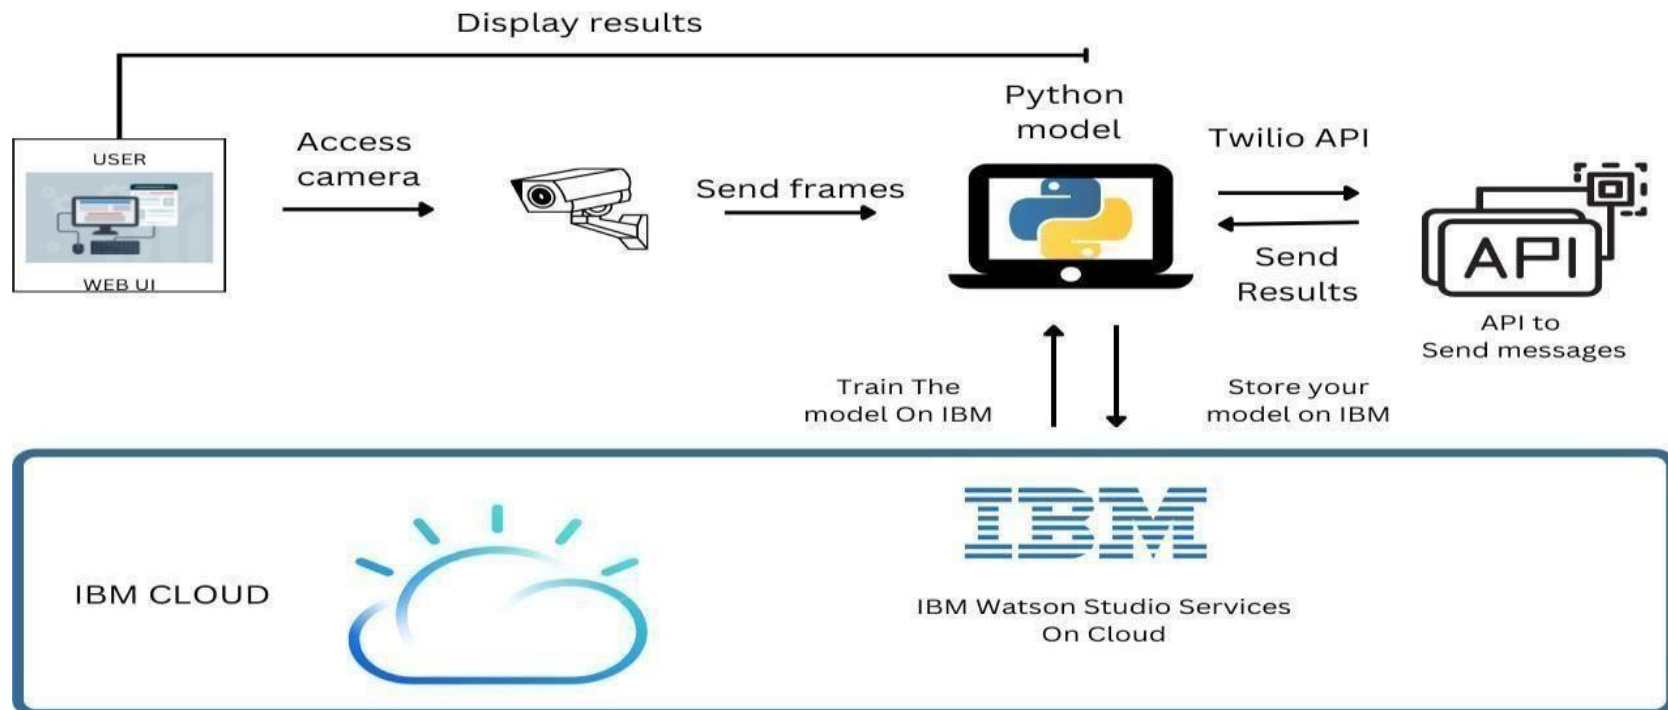 Display results
USER
WEB UI
Access
camera
Send frames
Python
model
Twilio API
Send
Results
API
API to
Send messages
Train The
model On IBM
Store your
model on IBM
IBM CLOUD
IBM
IBM Watson Studio Services
On Cloud